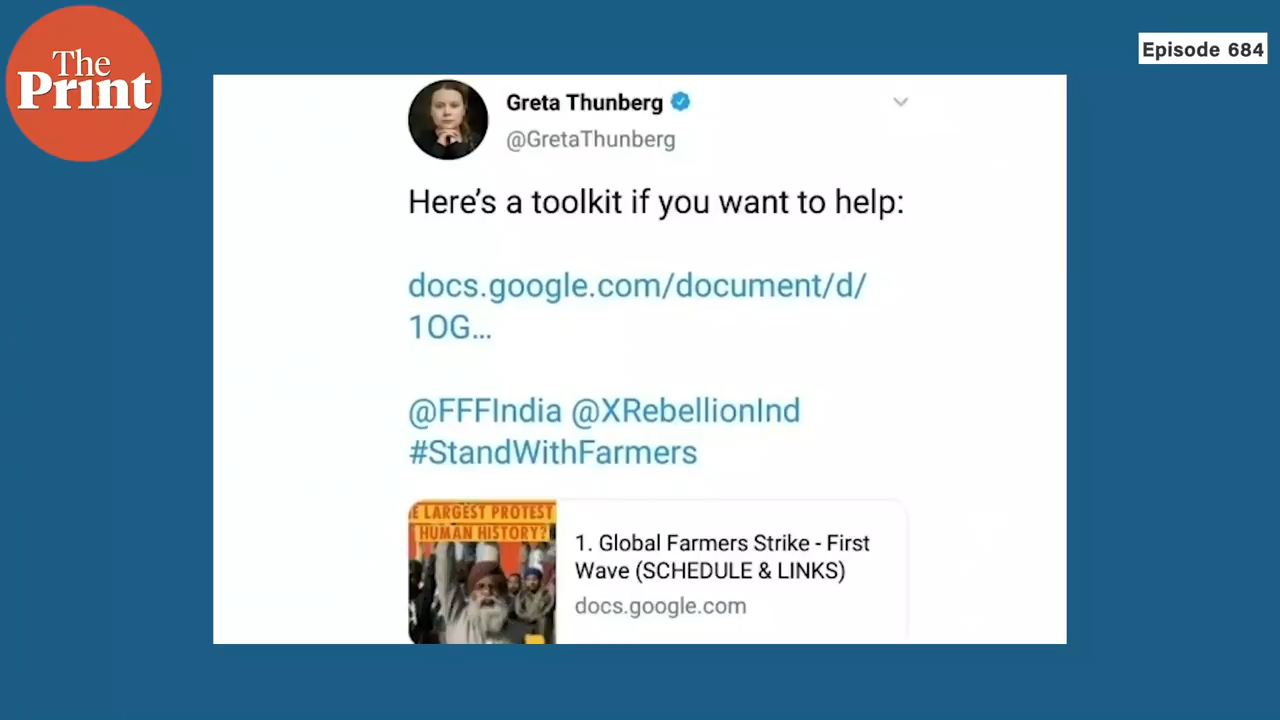 The
Print
Episode 684
Greta Thunberg
@GretaThunberg
Here's a toolkit if you want to help:
docs.google.com/document/d/
1OG...
@FFFIndia @XRebellionInd
#StandWithFarmers
E LARGEST PROTEST
HUMAN HISTORY?
1. Global Farmers Strike - First
Wave (SCHEDULE & LINKS)
docs.google.com